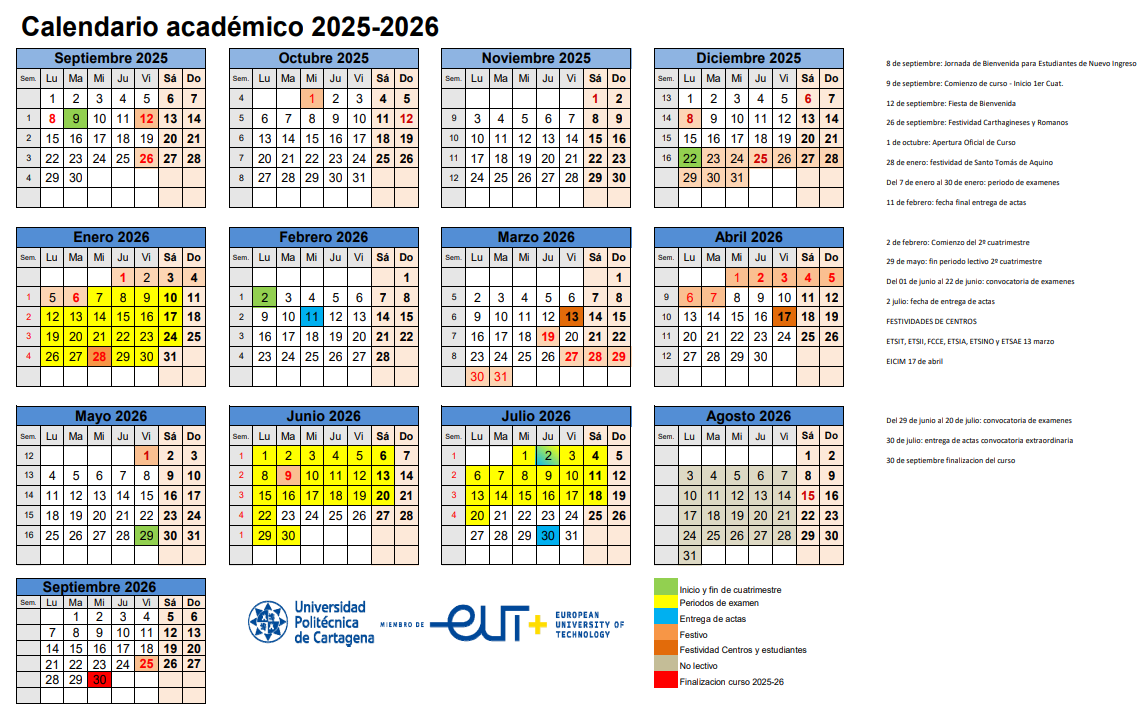 Calendario académico 2025-2026
Septiembre 2025
Sem. Lu Ma Mi Ju Vi Sá Do
1 2 3 4 5 6 7
1 8 9 10 11 12 13 14
2 15 16 17 18 19 20 21
3 22 23 24 25 26 27 28
4 29 30
Octubre 2025
Sem. Lu Ma Mi Ju Vi Sá Do
4 1 2 3 4 5
5 6 7 8 9 10 11 12
6 13 14 15 16 17 18 19
7 20 21 22 23 24 25 26
8 27 28 29 30 31
Noviembre 2025
Sem. Lu Ma Mi Ju Vi Sá Do
1 2
9 3 4 5 6 7 8 9
10 10 11 12 13 14 15 16
11 17 18 19 20 21 22 23
12 24 25 26 27 28 29 30
Diciembre 2025
Sem. Lu Ma Mi Ju Vi Sá Do
13 1 2 3 4 5 6 7
14 8 9 10 11 12 13 14
15 15 16 17 18 19 20 21
16 22 23 24 25 26 27 28
29 30 31
8 de septiembre: Jornada de Bienvenida para Estudiantes de Nuevo Ingreso
9 de septiembre: Comienzo de curso - Inicio 1er Cuat.
12 de septiembre: Fiesta de Bienvenida
26 de septiembre: Festividad Carthagineses y Romanos
1 de octubre: Apertura Oficial de Curso
28 de enero: festividad de Santo Tomás de Aquino
Del 7 de enero al 30 de enero: periodo de examenes
11 de febrero: fecha final entrega de actas
Enero 2026
Sem. Lu Ma Mi Ju Vi Sá Do
1 2 3 4
1 5 6 7 8 9 10 11
2 12 13 14 15 16 17 18
3 19 20 21 22 23 24 25
4 26 27 28 29 30 31
Febrero 2026
Sem. Lu Ma Mi Ju Vi Sá Do
1
1 2 3 4 5 6 7 8
2 9 10 11 12 13 14 15
3 16 17 18 19 20 21 22
4 23 24 25 26 27 28
Marzo 2026
Sem. Lu Ma Mi Ju Vi Sá Do
1
5 2 3 4 5 6 7 8
6 9 10 11 12 13 14 15
7 16 17 18 19 20 21 22
8 23 24 25 26 27 28 29
30 31
Abril 2026
Sem. Lu Ma Mi Ju Vi Sá Do
1 2 3 4 5
9 6 7 8 9 10 11 12
10 13 14 15 16 17 18 19
11 20 21 22 23 24 25 26
12 27 28 29 30
2 de febrero: Comienzo del 2º cuatrimestre
29 de mayo: fin periodo lectivo 2º cuatrimestre
Del 01 de junio al 22 de junio: convocatoria de examenes
2 julio: fecha de entrega de actas
FESTIVIDADES DE CENTROS
ETSIT, ETSII, FCCE, ETSIA, ETSINO y ETSAE 13 marzo
EICIM 17 de abril
Mayo 2026
Sem. Lu Ma Mi Ju Vi Sá Do
12 1 2 3
13 4 5 6 7 8 9 10
14 11 12 13 14 15 16 17
15 18 19 20 21 22 23 24
16 25 26 27 28 29 30 31
Junio 2026
Sem. Lu Ma Mi Ju Vi Sá Do
1 1 2 3 4 5 6 7
2 8 9 10 11 12 13 14
3 15 16 17 18 19 20 21
4 22 23 24 25 26 27 28
1 29 30
Julio 2026
Sem. Lu Ma Mi Ju Vi Sá Do
1 1 2 3 4 5
2 6 7 8 9 10 11 12
3 13 14 15 16 17 18 19
4 20 21 22 23 24 25 26
27 28 29 30 31
Agosto 2026
Sem. Lu Ma Mi Ju Vi Sá Do
1 2
3 4 5 6 7 8 9
10 11 12 13 14 15 16
17 18 19 20 21 22 23
24 25 26 27 28 29 30
31
Del 29 de junio al 20 de julio: convocatoria de examenes
30 de julio: entrega de actas convocatoria extraordinaria
30 de septiembre finalizacion del curso
Septiembre 2026
Sem. Lu Ma Mi Ju Vi Sá Do
1 2 3 4 5 6
7 8 9 10 11 12 13
14 15 16 17 18 19 20
21 22 23 24 25 26 27
28 29 30
Universidad
Politécnica
de Cartagena
MIEMBRO DE
EUT+
EUROPEAN
UNIVERSITY OF
TECHNOLOGY
Inicio y fin de cuatrimestre
Periodos de examen
Entrega de actas
Festivo
Festividad Centros y estudiantes
No lectivo
Finalizacion curso 2025-26